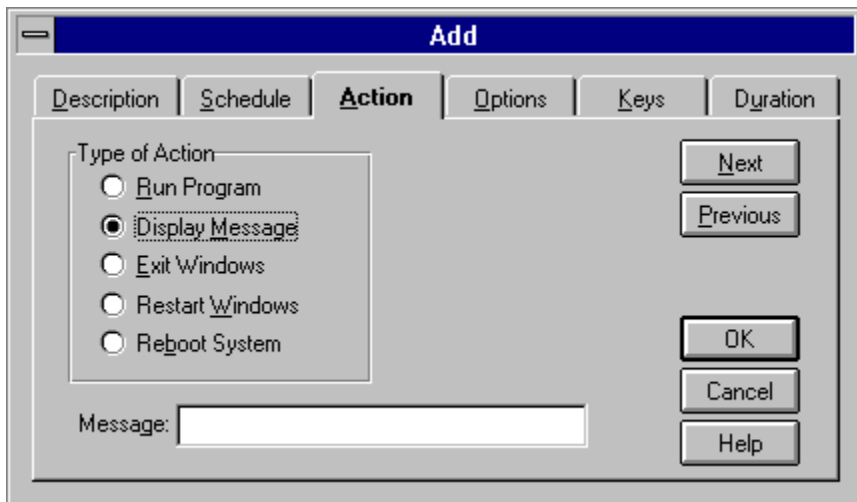 Add
Description Schedule Action Options Keys Duration
Type of Action
Run Program
Display Message
Exit Windows
Restart Windows
Reboot System
Message:
Next
Previous
OK
Cancel
Help